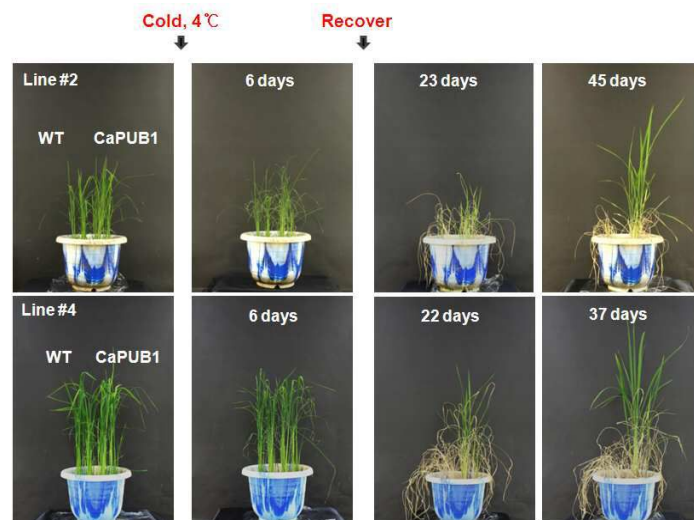 Cold, 4℃ Recover
Line #2 6 days 23 days 45 days
WT CaPUB1
Line #4 6 days 22 days 37 days
WT CaPUB1